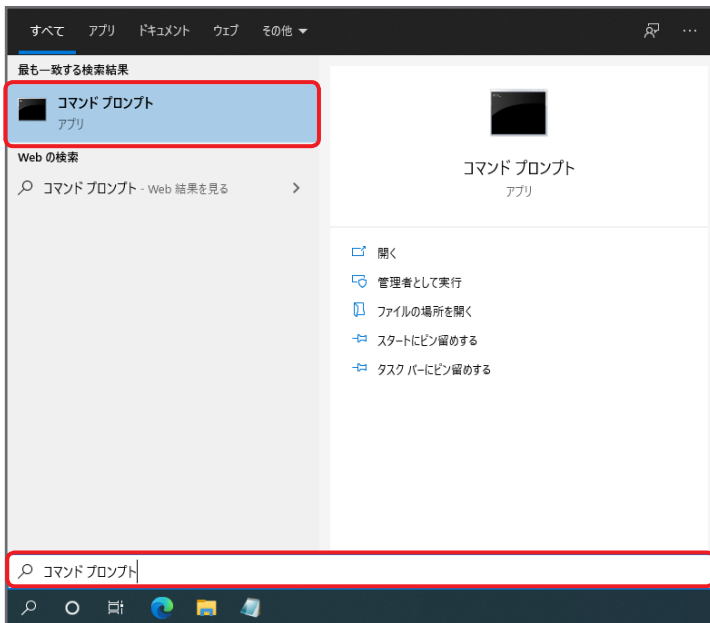 すべて アプリ ドキュメント ウェブ その他
最も一致する検索結果
コマンド プロンプト
アプリ
Web の検索
コマンド プロンプト - Web 結果を見る
コマンド プロンプト
アプリ
開く
管理者として実行
ファイルの場所を開く
スタートにピン留めする
タスク バーにピン留めする
コマンド プロンプト